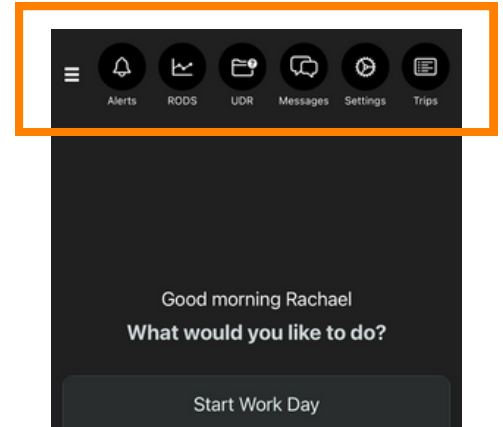 Alerts RODS UDR Messages Settings Trips
Good morning Rachael
What would you like to do?
Start Work Day